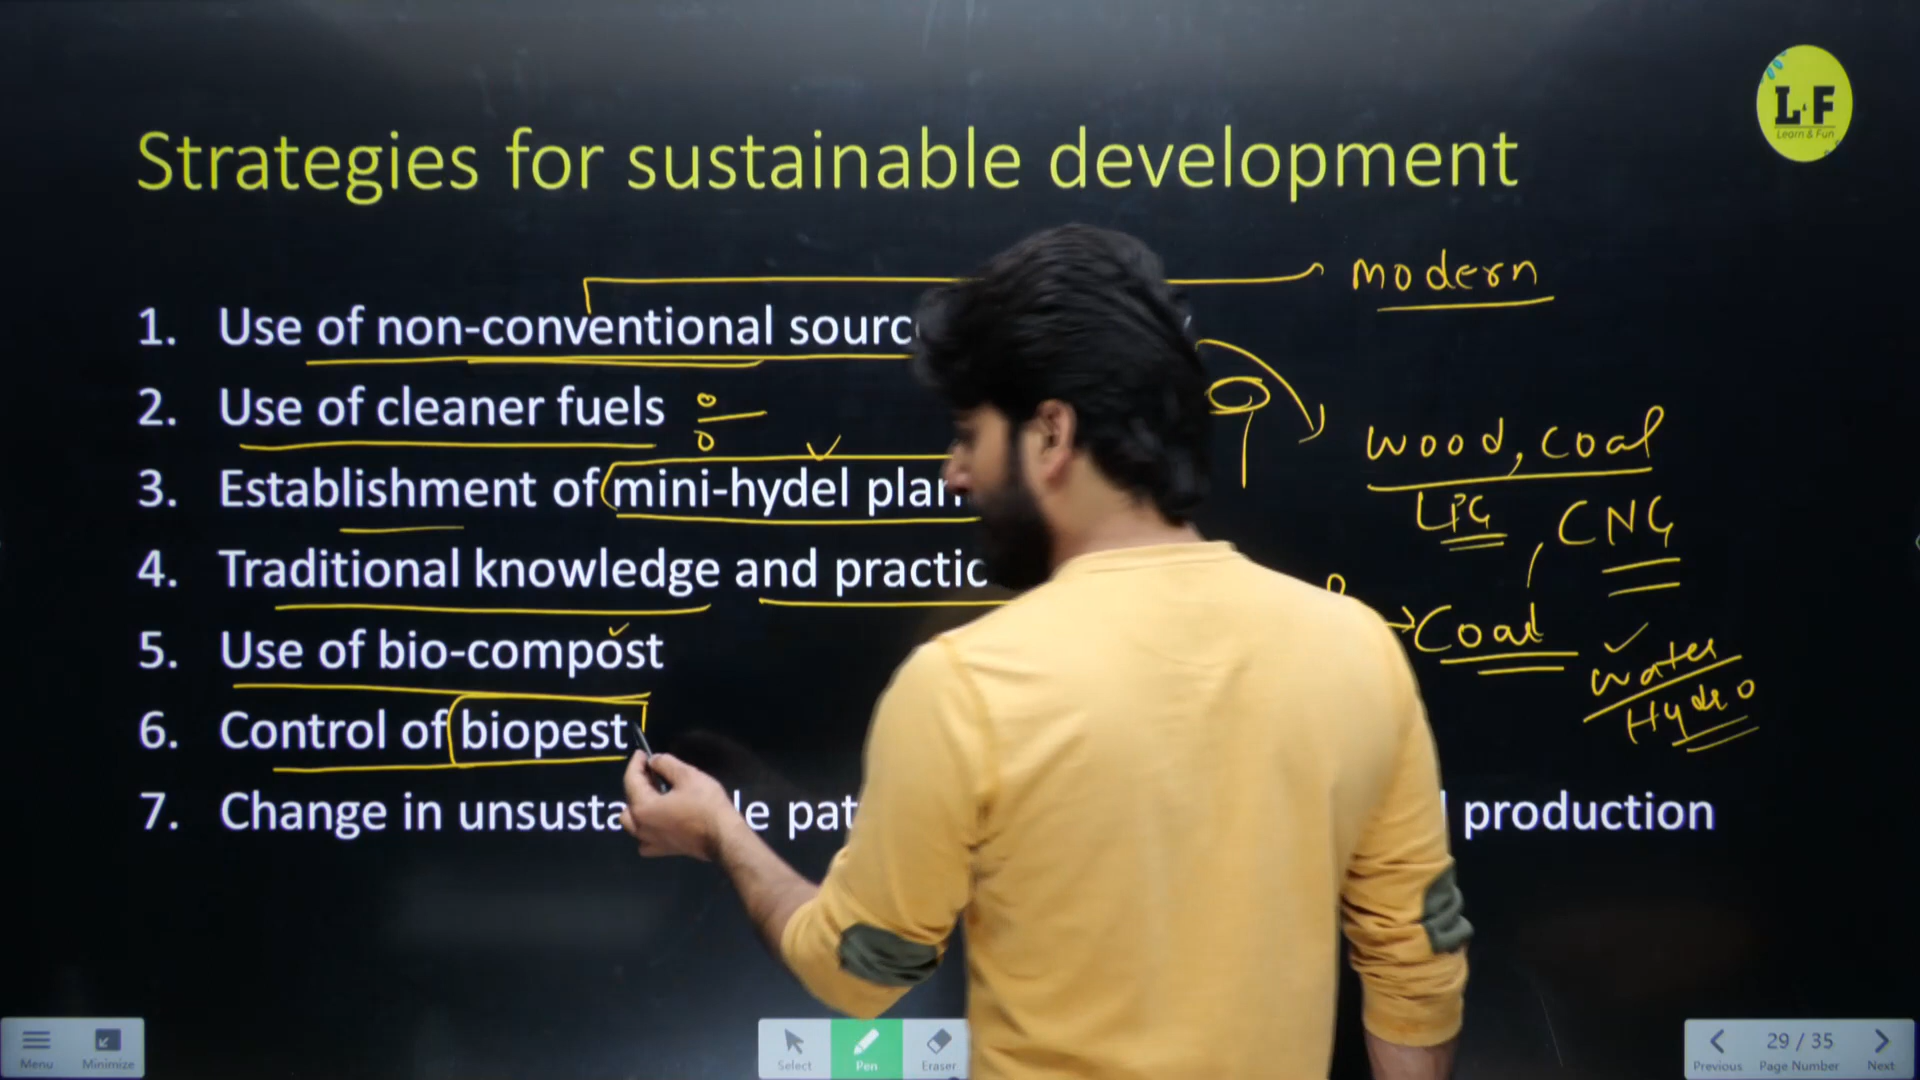 L&F
Learn & Fun
Strategies for sustainable development
modern
1. Use of non-conventional sourc
2. Use of cleaner fuels
wood, coal
3. Establishment of mini-hydel plan
LPG, CNG
4. Traditional knowledge and practic
Coal
5. Use of bio-compost
Water
Hydro
6. Control of biopest
7. Change in unsusta le pat production
Menu
Minimize
Select
Pen
Eraser
Previous
29 / 35
Page Number
Next